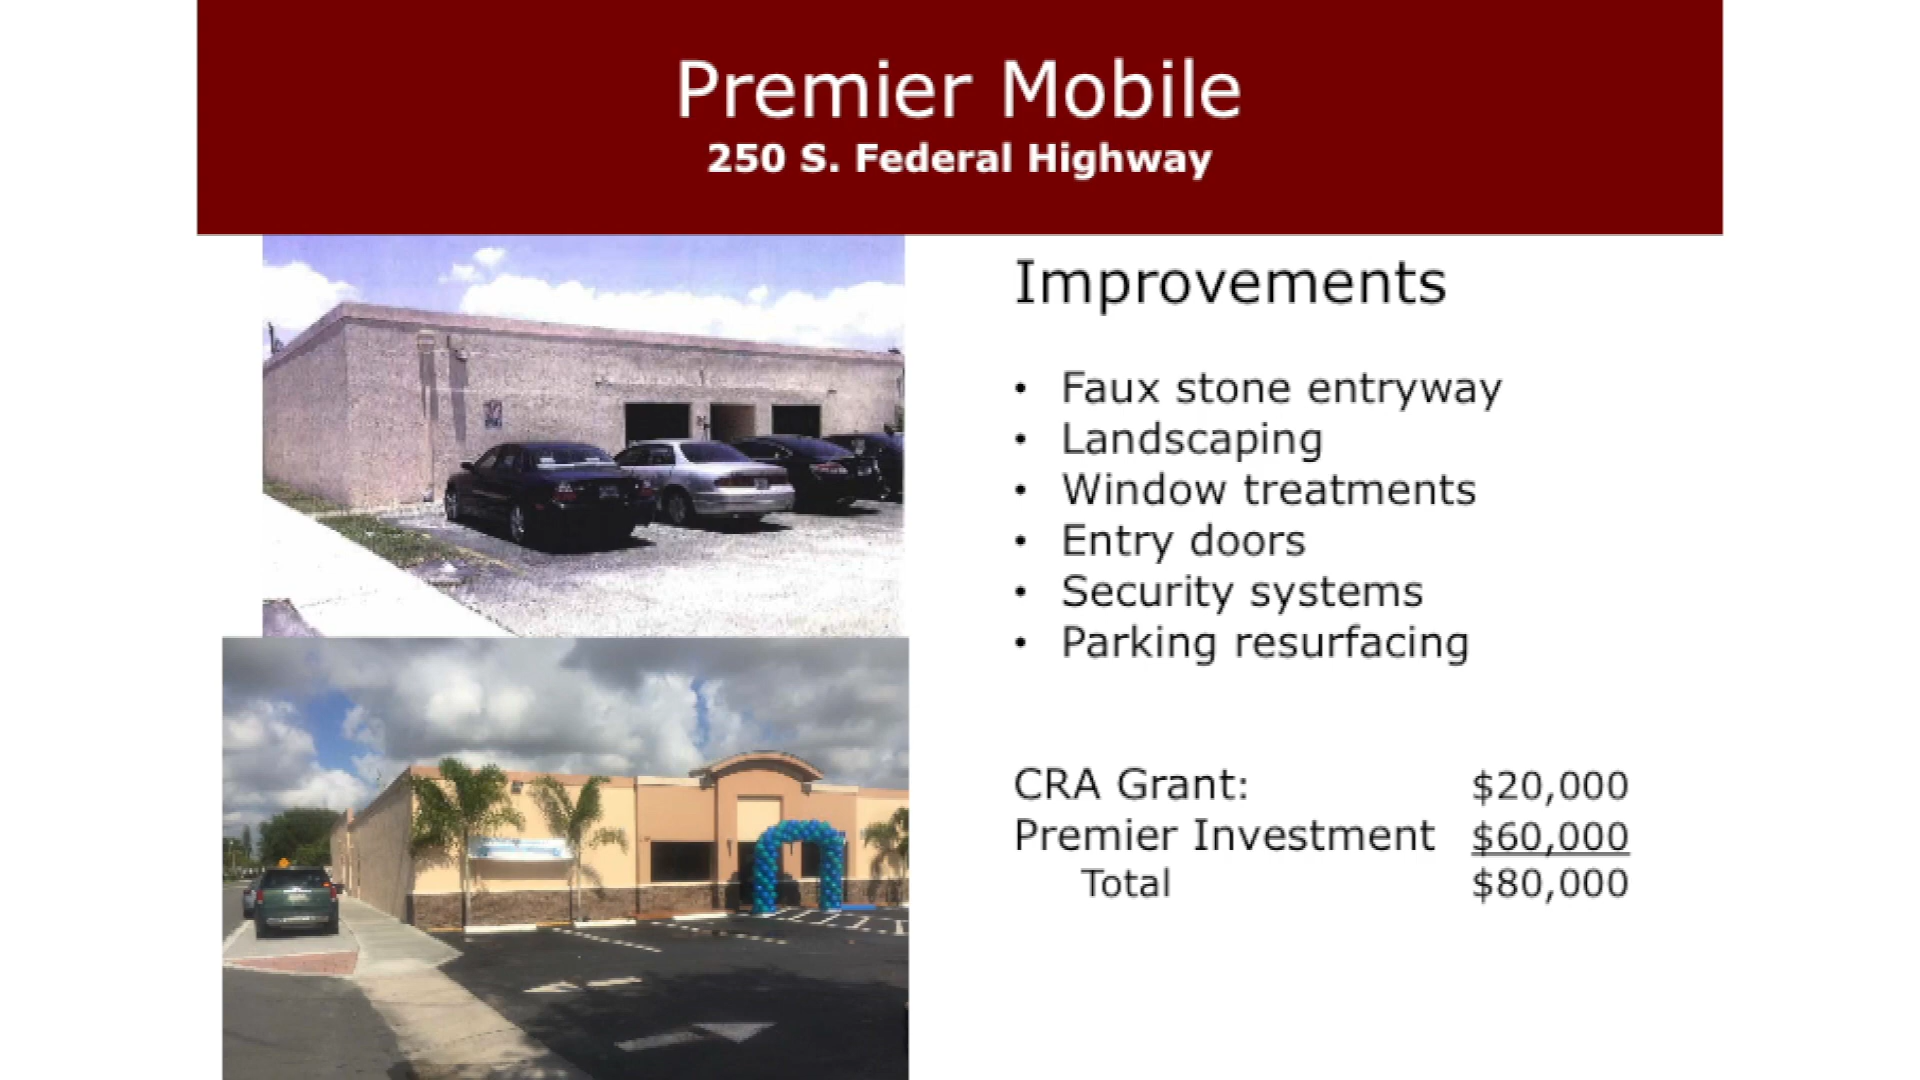 Premier Mobile
250 S. Federal Highway
Improvements
• Faux stone entryway
• Landscaping
• Window treatments
• Entry doors
• Security systems
• Parking resurfacing
CRA Grant: $20,000
Premier Investment $60,000
Total $80,000